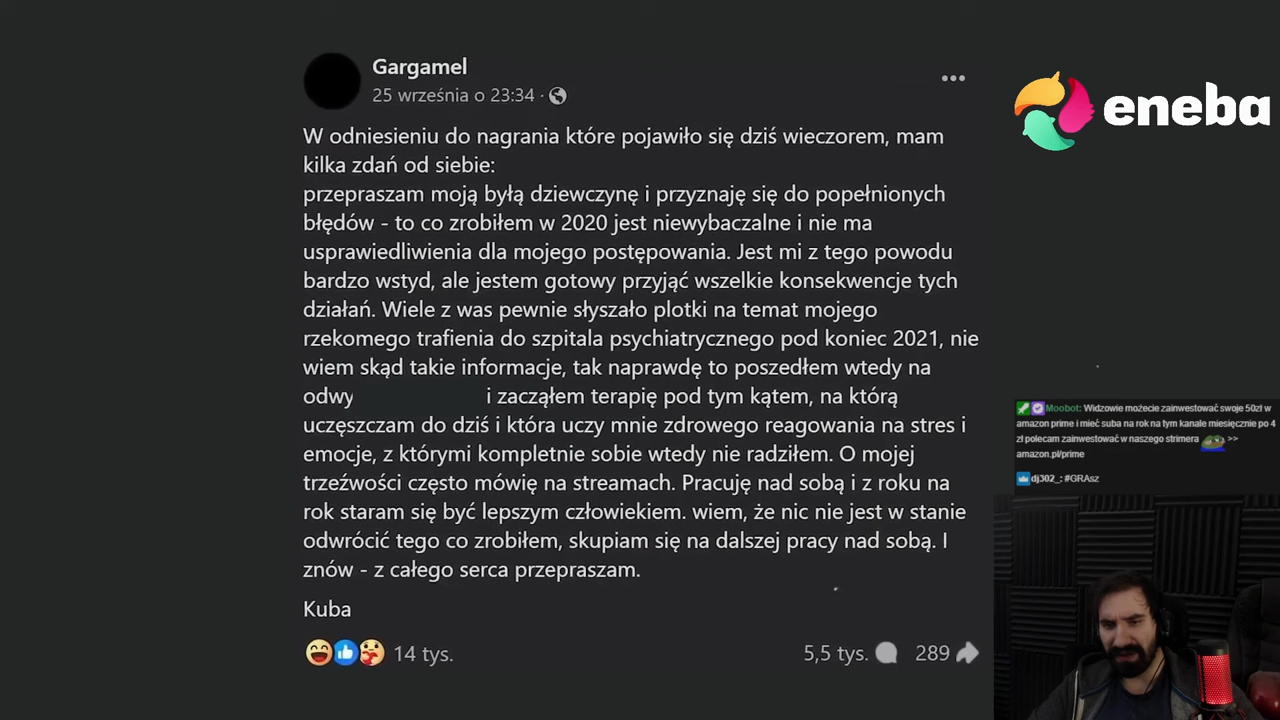 Gargamel
25 września o 23:34
W odniesieniu do nagrania które pojawiło się dziś wieczorem, mam
kilka zdań od siebie:
przepraszam moją byłą dziewczynę i przyznaję się do popełnionych
błędów - to co zrobiłem w 2020 jest niewybaczalne i nie ma
usprawiedliwienia dla mojego postępowania. Jest mi z tego powodu
bardzo wstyd, ale jestem gotowy przyjąć wszelkie konsekwencje tych
działań. Wiele z was pewnie słyszało plotki na temat mojego
rzekomego trafienia do szpitala psychiatrycznego pod koniec 2021, nie
wiem skąd takie informacje, tak naprawdę to poszedłem wtedy na
odwy i zacząłem terapię pod tym kątem, na którą
uczęszczam do dziś i która uczy mnie zdrowego reagowania na stres i
emocje, z którymi kompletnie sobie wtedy nie radziłem. O mojej
trzeźwości często mówię na streamach. Pracuję nad sobą i z roku na
rok staram się być lepszym człowiekiem. wiem, że nic nie jest w stanie
odwrócić tego co zrobiłem, skupiam się na dalszej pracy nad sobą. I
znów - z całego serca przepraszam.
Kuba
14 tys.
5,5 tys.
289
eneba
Moobot: Widzowie możecie zainwestować swoje 50zł w
amazon prime i mieć suba na rok na tym kanale miesięcznie po 4
zł polecam zainwestować w naszego strimera >>
amazon.pl/prime
dj302_: #GRAsz